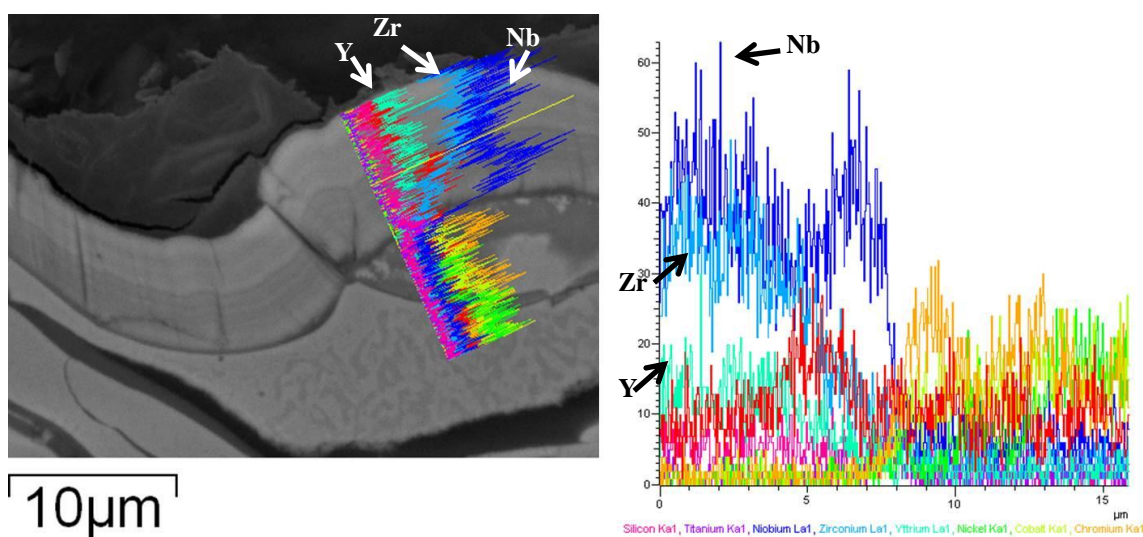 Y
Zr
Nb
10µm
60
50
40
30
20
10
0
0
5
10
15
µm
Nb
Zr
Y
Silicon Ka1, Titanium Ka1, Niobium La1, Zirconium La1, Yttrium La1, Nickel Ka1, Cobalt Ka1, Chromium Ka1